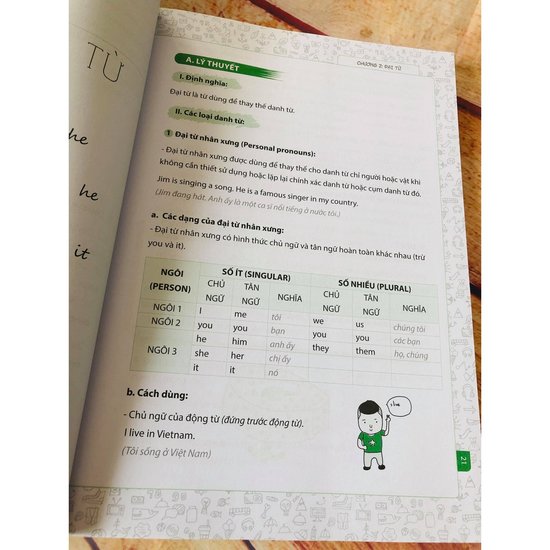 TỪ
he
he
it
CHƯƠNG 2: ĐẠI TỪ
A. LÝ THUYẾT
I. Định nghĩa:
Đại từ là từ dùng để thay thế danh từ.
II. Các loại danh từ:
1 Đại từ nhân xưng (Personal pronouns):
- Đại từ nhân xưng được dùng để thay thế cho danh từ chỉ người hoặc vật khi
không cần thiết sử dụng hoặc lặp lại chính xác danh từ hoặc cụm danh từ đó.
Jim is singing a song. He is a famous singer in my country.
(Jim đang hát. Anh ấy là một ca sĩ nổi tiếng ở nước tôi.)
a. Các dạng của đại từ nhân xưng:
- Đại từ nhân xưng có hình thức chủ ngữ và tân ngữ hoàn toàn khác nhau (trừ
you và it).
NGÔI (PERSON) SỐ ÍT (SINGULAR) SỐ NHIỀU (PLURAL)
CHỦ NGỮ TÂN NGỮ NGHĨA CHỦ NGỮ TÂN NGỮ NGHĨA
NGÔI 1 I me tôi we us chúng tôi
NGÔI 2 you you bạn you you các bạn
NGÔI 3 he him anh ấy they them họ, chúng
she her chị ấy
it it nó
b. Cách dùng:
- Chủ ngữ của động từ (đứng trước động từ).
I live in Vietnam.
(Tôi sống ở Việt Nam)
21